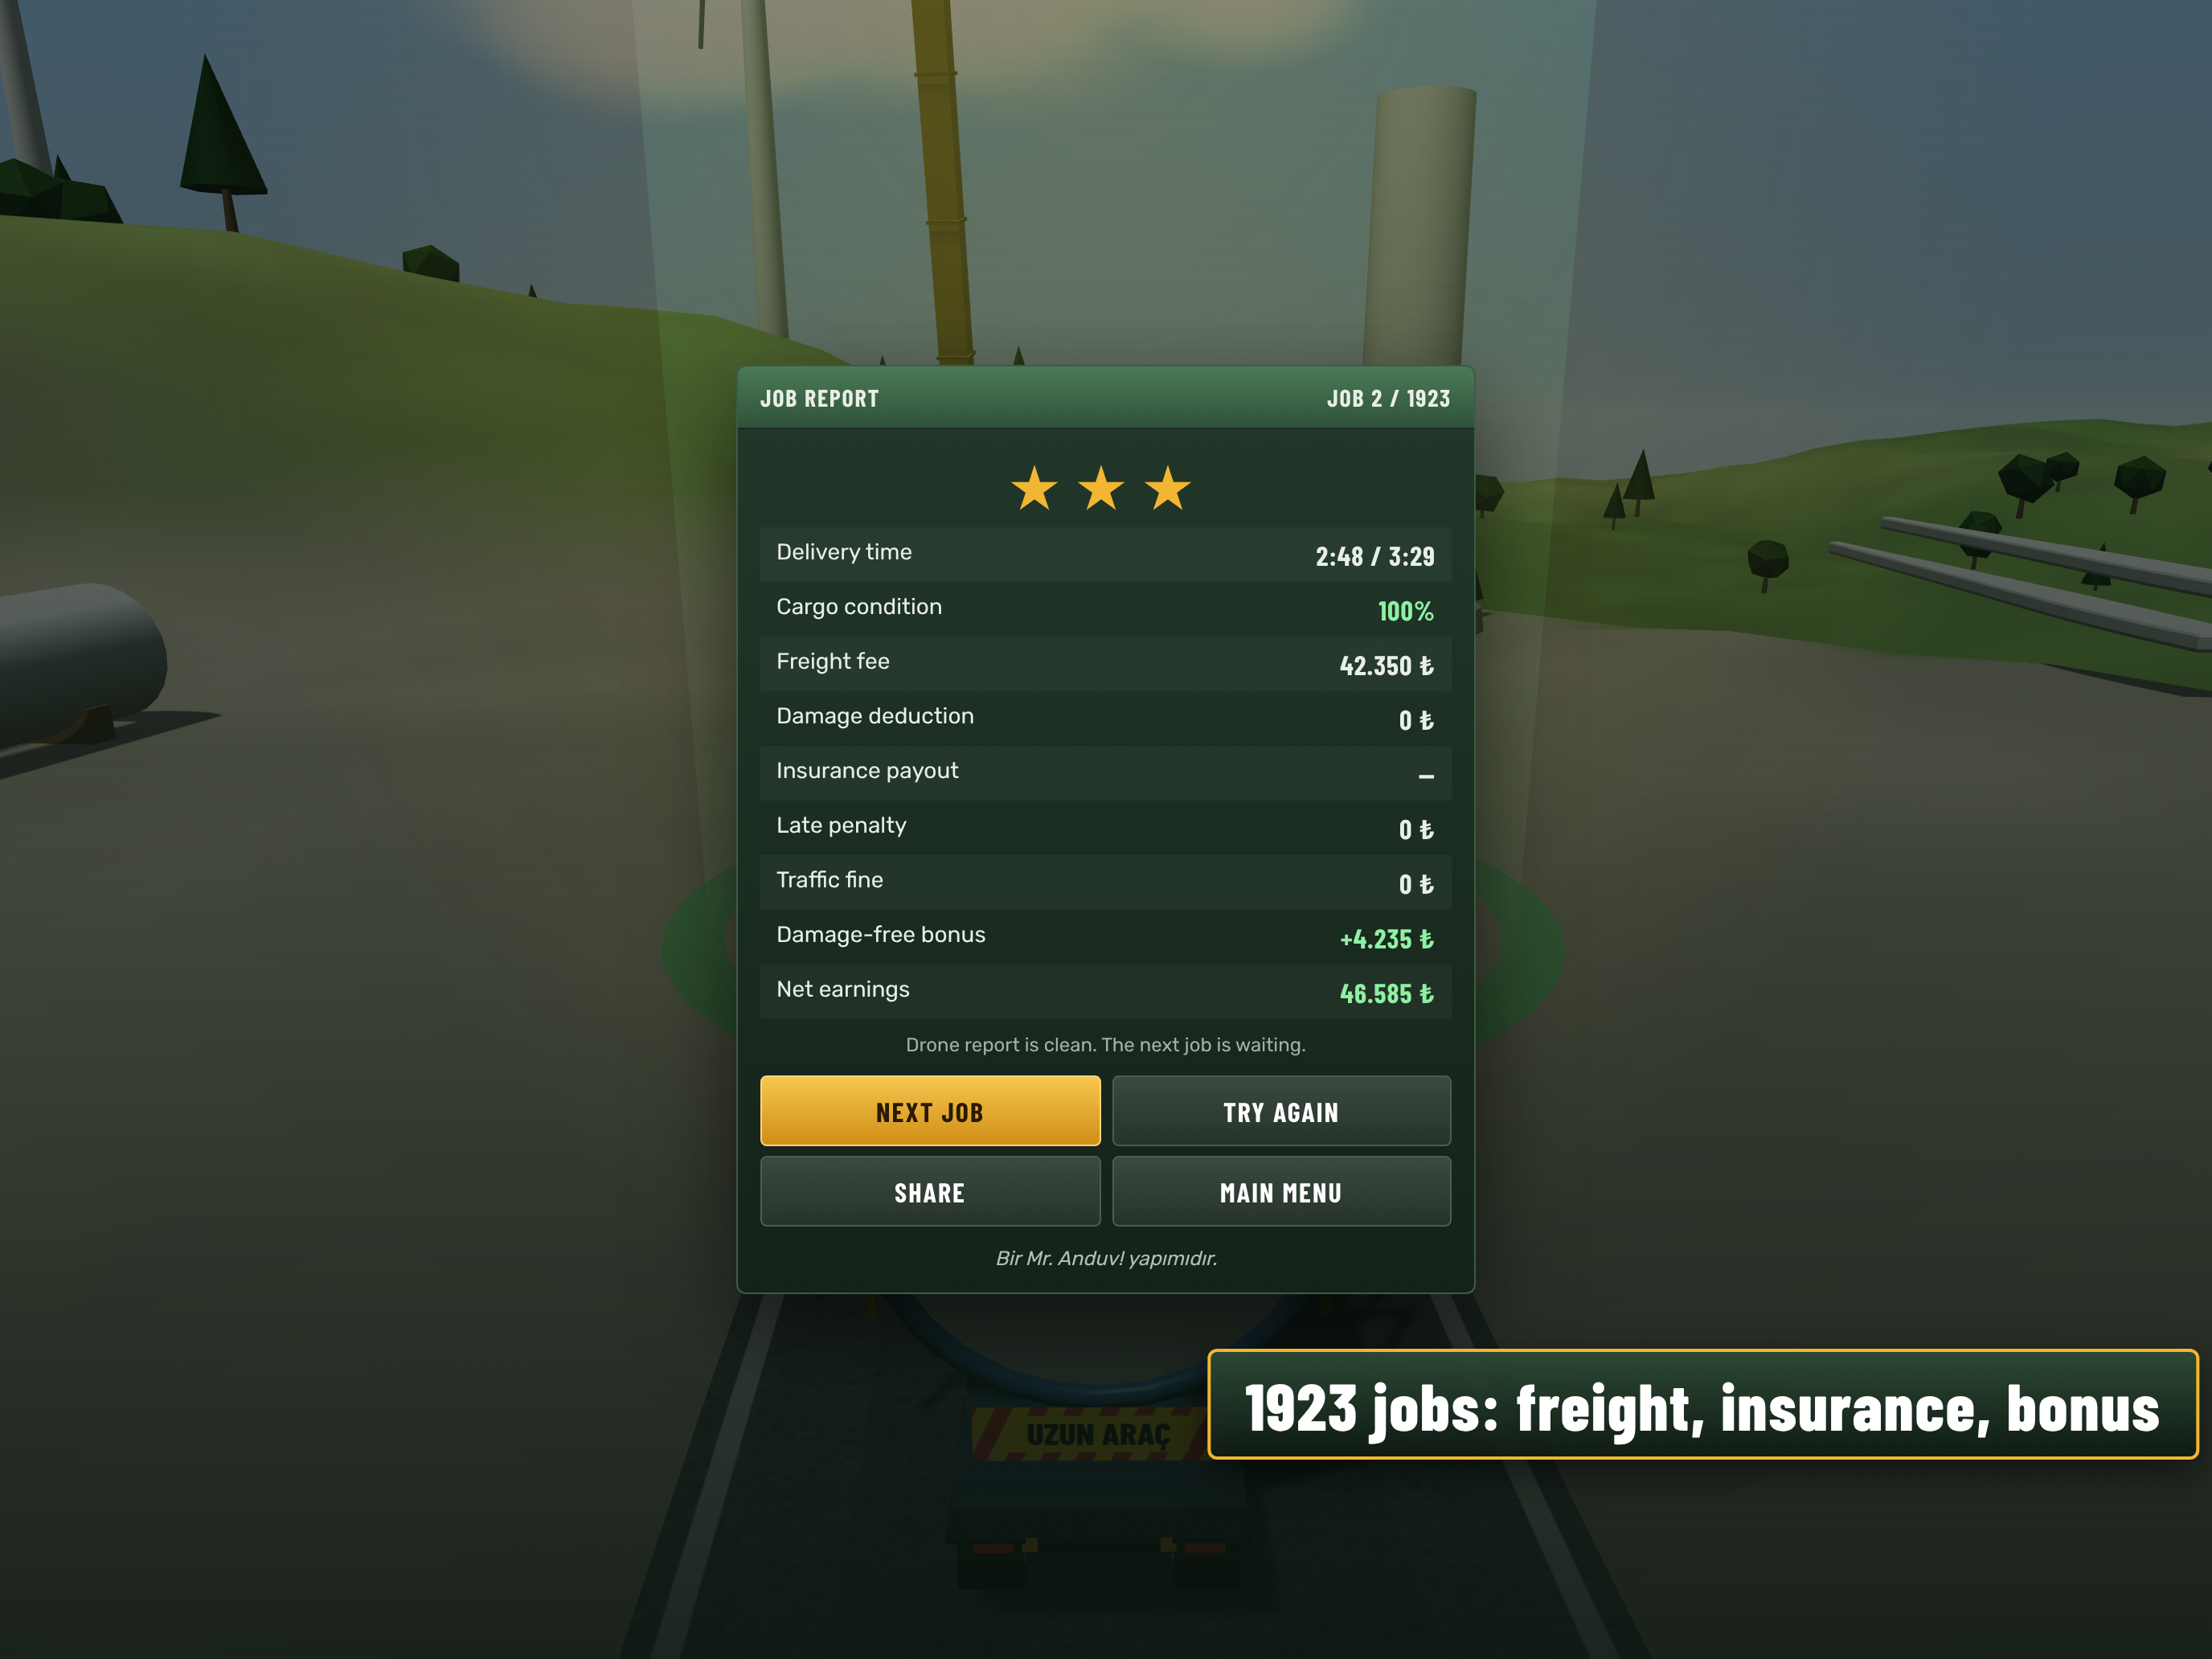 JOB REPORT JOB 2 / 1923
★ ★ ★
Delivery time 2:48 / 3:29
Cargo condition 100%
Freight fee 42.350 ₺
Damage deduction 0 ₺
Insurance payout –
Late penalty 0 ₺
Traffic fine 0 ₺
Damage-free bonus +4.235 ₺
Net earnings 46.585 ₺
Drone report is clean. The next job is waiting.
NEXT JOB TRY AGAIN
SHARE MAIN MENU
Bir Mr. Anduv! yapımıdır.
1923 jobs: freight, insurance, bonus
UZUN ARAÇ